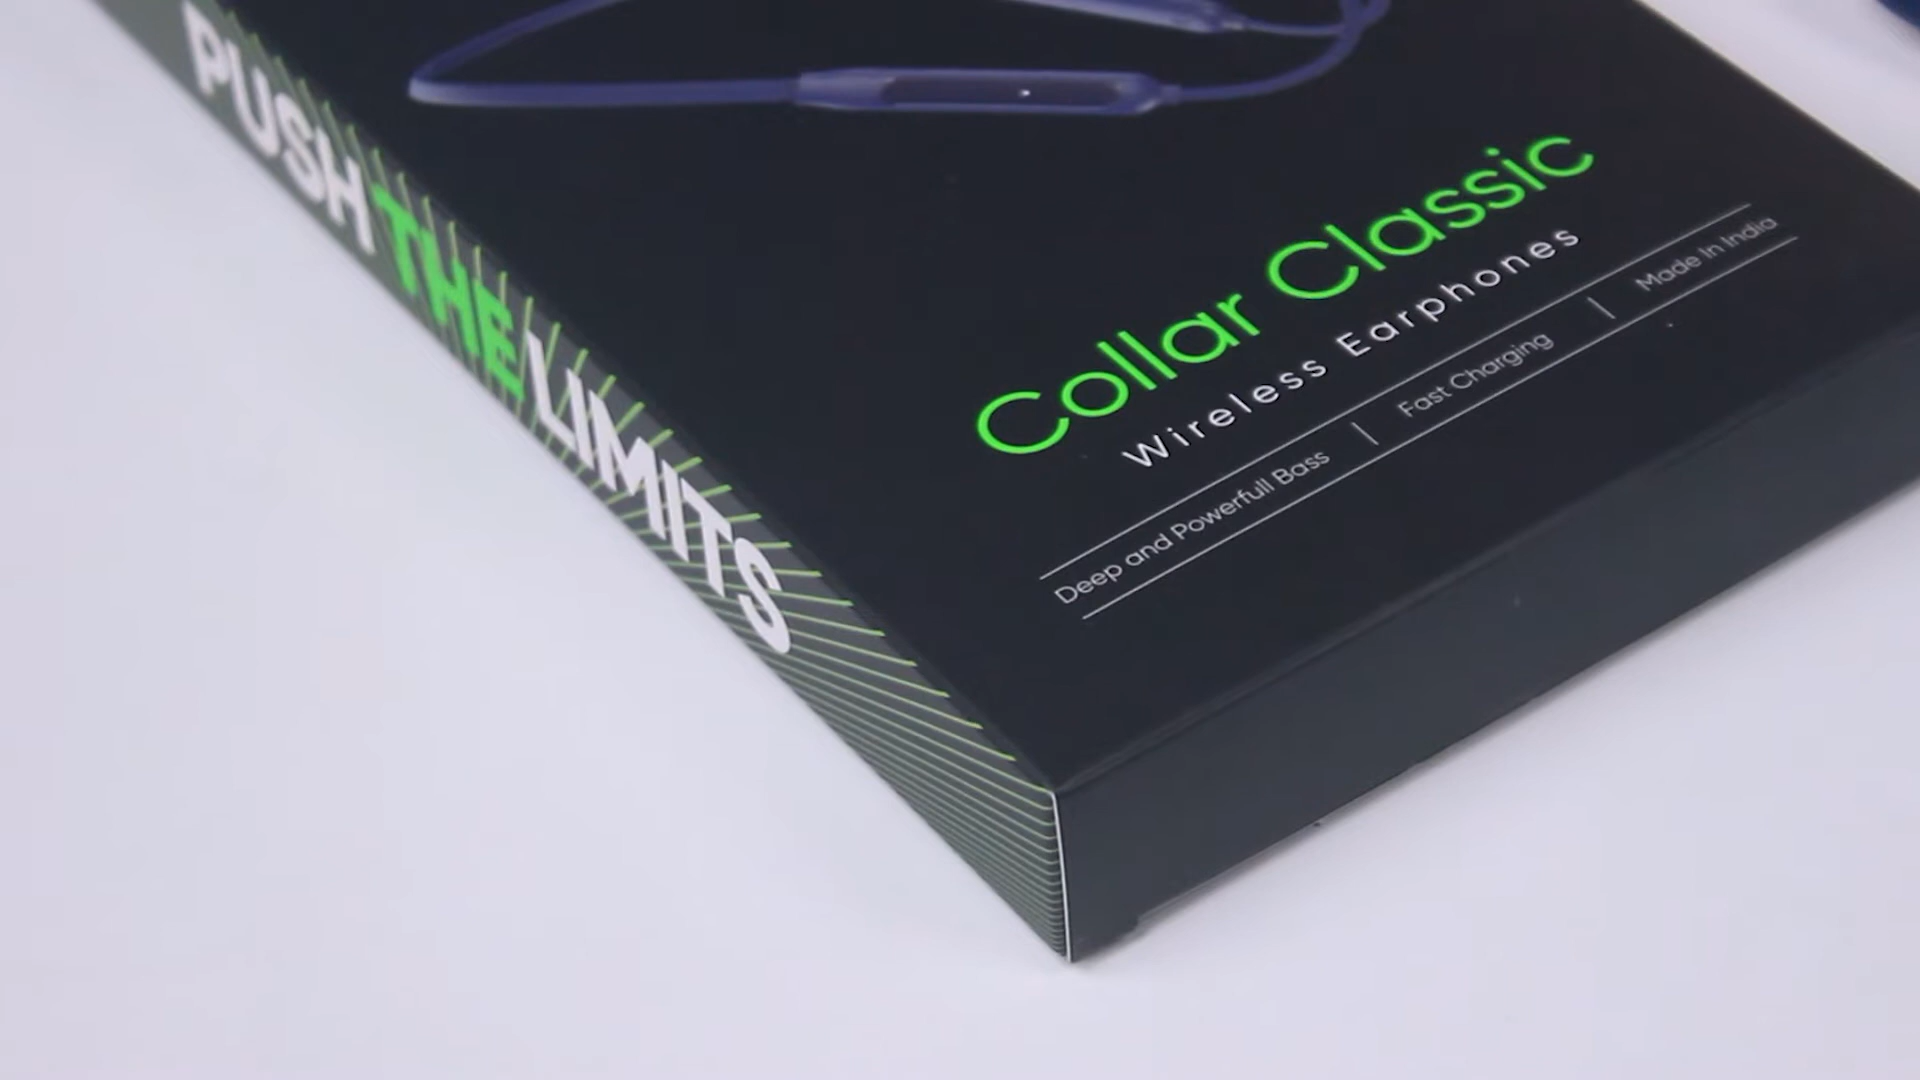 PUSH THE LIMITS
Collar Classic
Wireless Earphones
Deep and Powerfull Bass | Fast Charging | Made In India